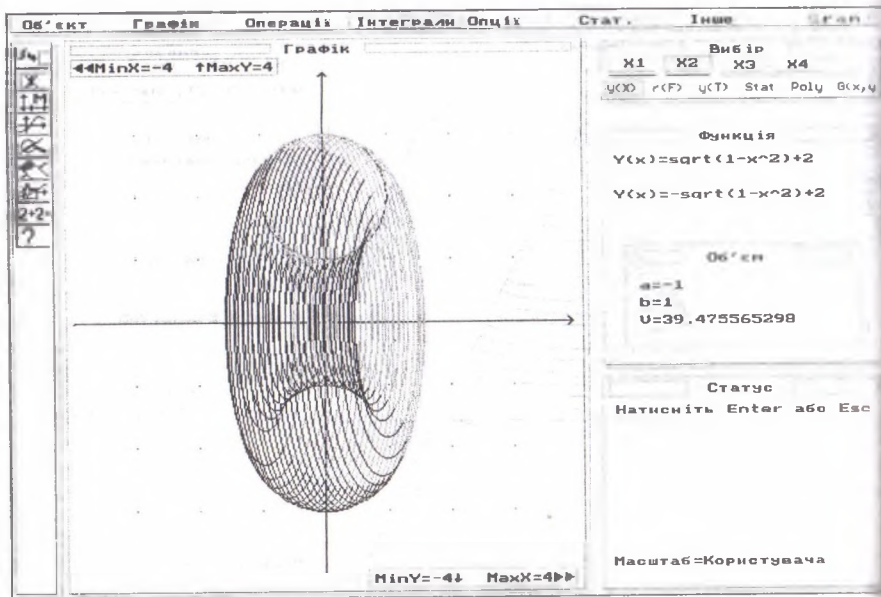 Об'єкт Графік Операції Інтеграли Опції Стат. Інше
Графік
◄◄MinX=-4 ↑MaxY=4
2+2=
?
MinY=-4↓ MaxX=4►►
Вибір
X1 X2 X3 X4
y(X) r(F) y(T) Stat Poly G(x,y
Функція
Y(x)=sqrt(1-x^2)+2
Y(x)=-sqrt(1-x^2)+2
Об'єм
a=-1
b=1
V=39.475565298
Статус
Натисніть Enter або Esc
Масштаб=Користувача